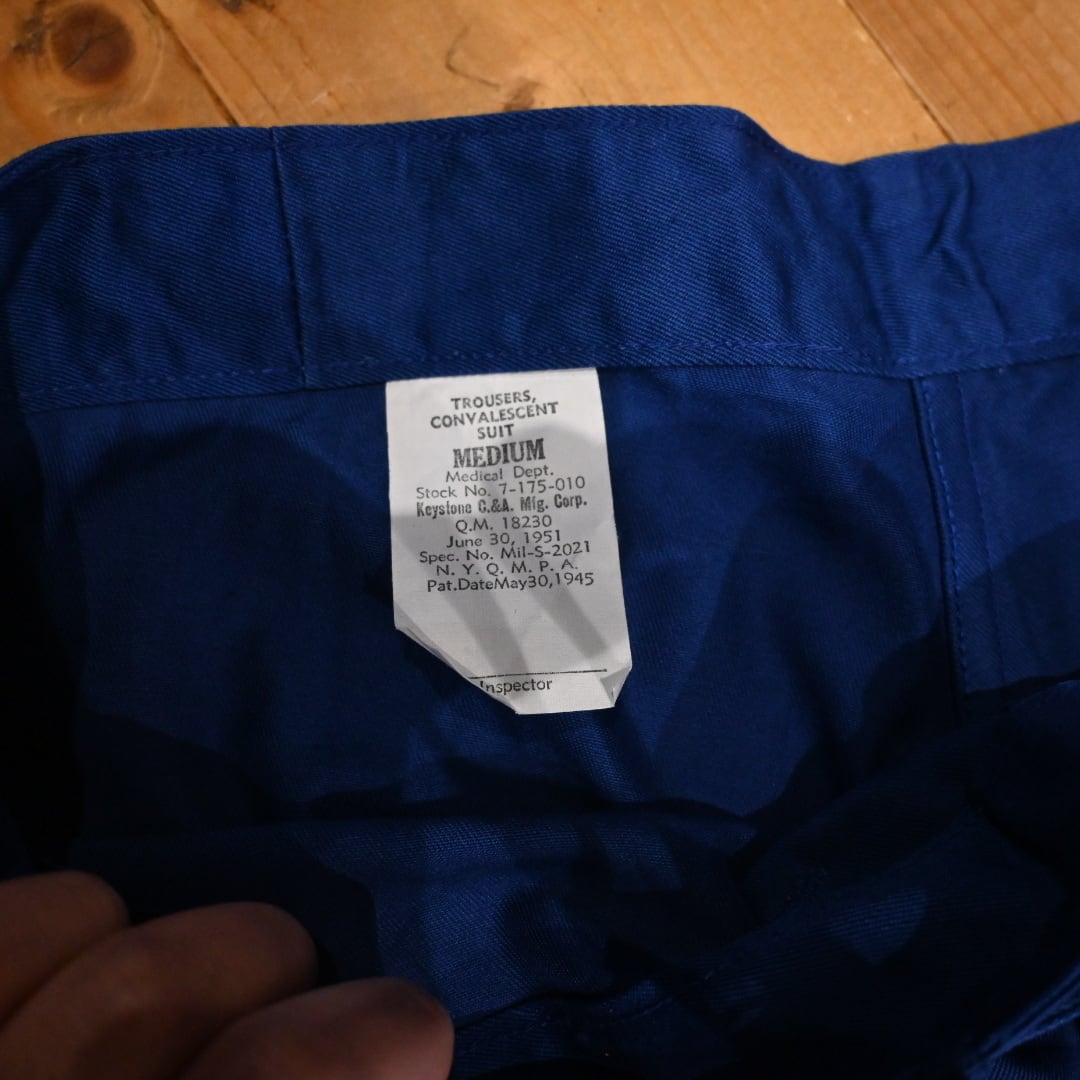 TROUSERS,
CONVALESCENT
SUIT
MEDIUM
Medical Dept.
Stock No. 7-175-010
Keystone C.&A. Mfg. Corp.
Q.M. 18230
June 30, 1951
Spec. No. Mil-S-2021
N. Y. Q. M. P. A.
Pat.DateMay30,1945
Inspector